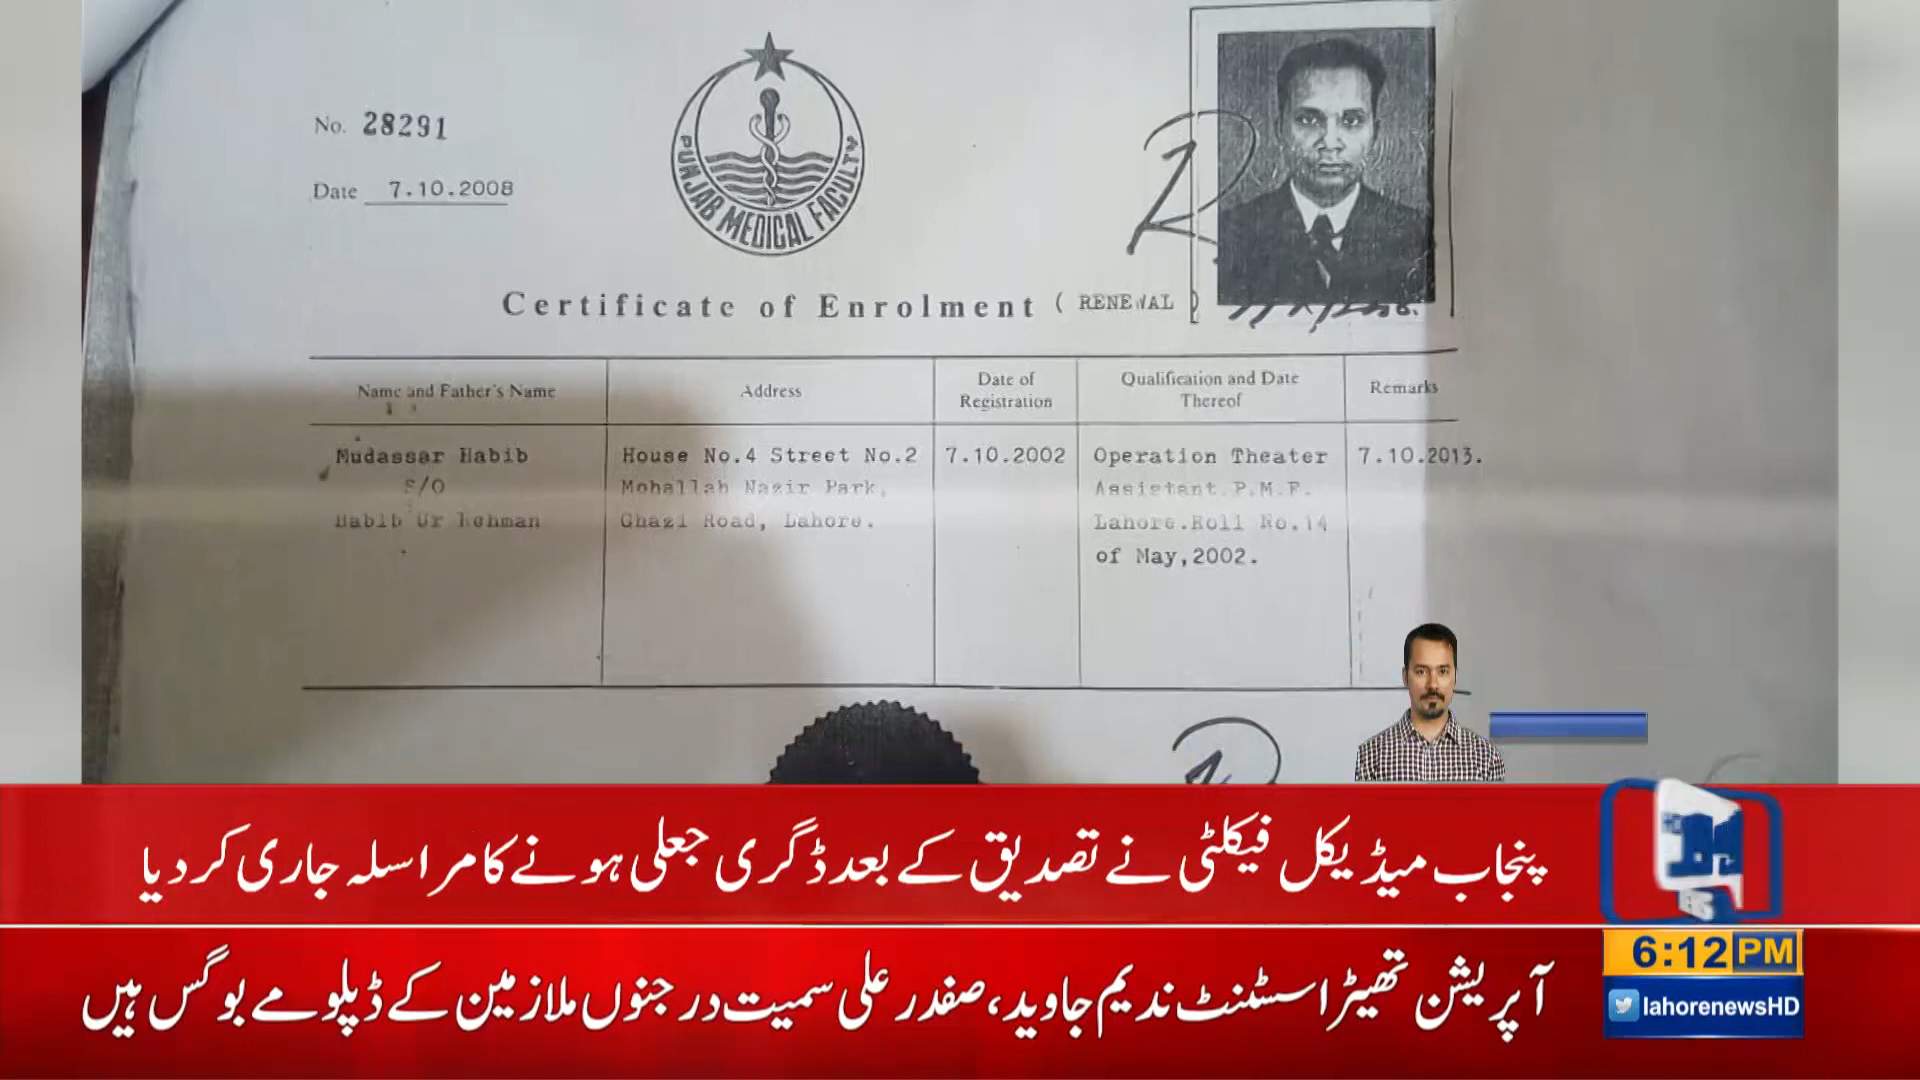 No. 28291
Date 7.10.2008
PUNJAB MEDICAL FACULTY
Certificate of Enrolment ( RENEWAL )
Name and Father's Name
Address
Date of
Registration
Qualification and Date
Thereof
Remarks
Mudassar Habib
S/O
Habib Ur Rehman
House No.4 Street No.2
Mohallah Nazir Park,
Ghazi Road, Lahore.
7.10.2002
Operation Theater
Assistant.P.M.F.
Lahore.Roll No.14
of May,2002.
7.10.2013.
پنجاب میڈیکل فیکلٹی نے تصدیق کے بعد ڈگری جعلی ہونے کا مراسلہ جاری کر دیا
آپریشن تھیٹر اسسٹنٹ ندیم جاوید، صفدر علی سمیت درجنوں ملازمین کے ڈپلومے بوگس ہیں
6:12 PM
lahorenewsHD